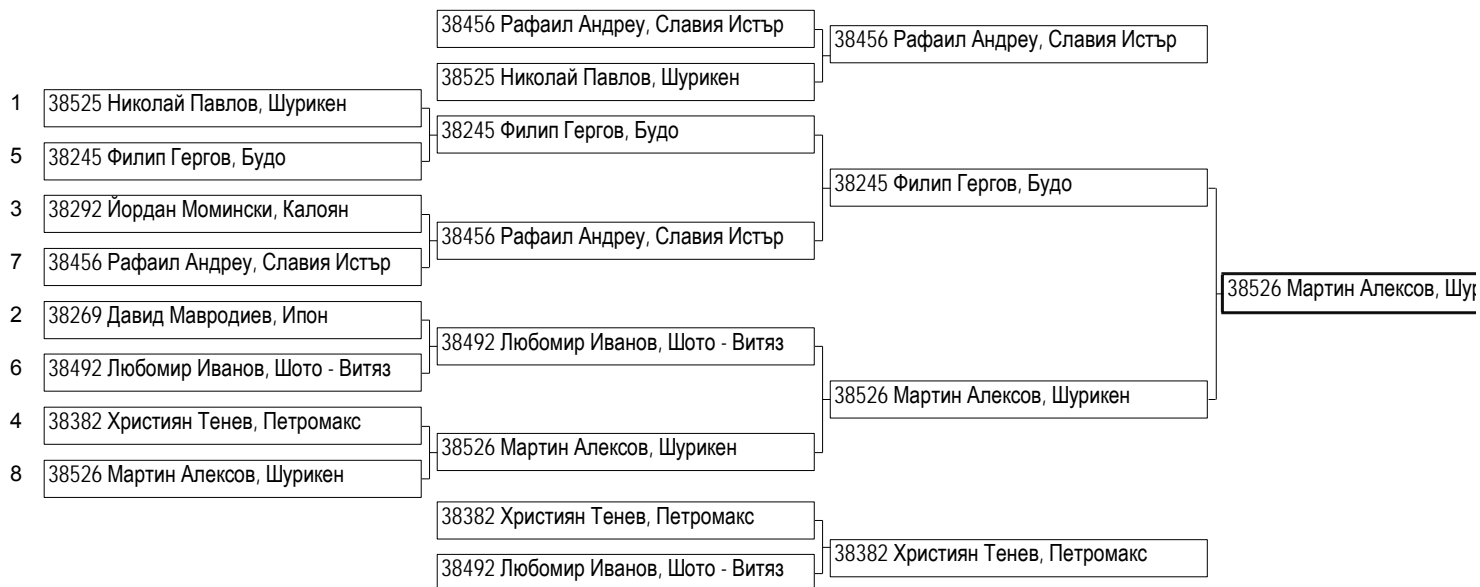 38456 Рафаил Андреу, Славия Истър
38525 Николай Павлов, Шурикен
38456 Рафаил Андреу, Славия Истър
1 38525 Николай Павлов, Шурикен
5 38245 Филип Гергов, Будо
38245 Филип Гергов, Будо
3 38292 Йордан Момински, Калоян
7 38456 Рафаил Андреу, Славия Истър
38456 Рафаил Андреу, Славия Истър
38245 Филип Гергов, Будо
2 38269 Давид Мавродиев, Ипон
6 38492 Любомир Иванов, Шото - Витяз
38492 Любомир Иванов, Шото - Витяз
4 38382 Християн Тенев, Петромакс
8 38526 Мартин Алексов, Шурикен
38526 Мартин Алексов, Шурикен
38526 Мартин Алексов, Шурикен
38526 Мартин Алексов,
38382 Християн Тенев, Петромакс
38492 Любомир Иванов, Шото - Витяз
38382 Християн Тенев, Петромакс